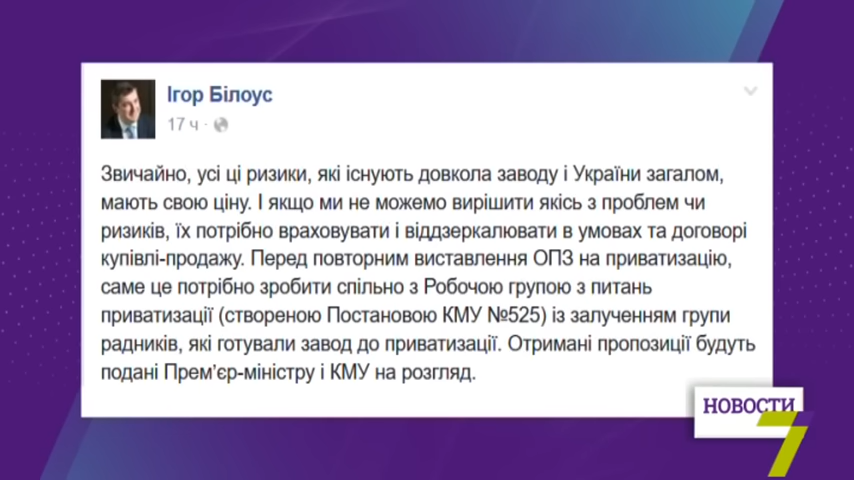 Ігор Білоус
17 ч ·
Звичайно, усі ці ризики, які існують довкола заводу і України загалом,
мають свою ціну. І якщо ми не можемо вирішити якісь з проблем чи
ризиків, їх потрібно враховувати і віддзеркалювати в умовах та договорі
купівлі-продажу. Перед повторним виставлення ОПЗ на приватизацію,
саме це потрібно зробити спільно з Робочою групою з питань
приватизації (створеною Постановою КМУ №525) із залученням групи
радників, які готували завод до приватизації. Отримані пропозиції будуть
подані Прем’єр-міністру і КМУ на розгляд.
НОВОСТИ
7